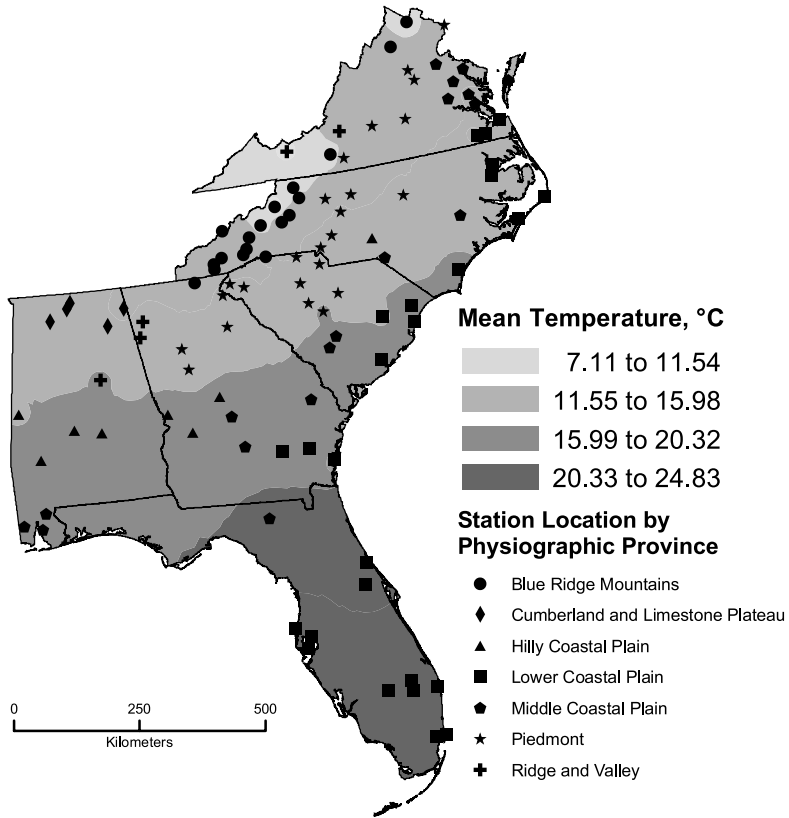 Mean Temperature, °C
7.11 to 11.54
11.55 to 15.98
15.99 to 20.32
20.33 to 24.83
Station Location by
Physiographic Province
Blue Ridge Mountains
Cumberland and Limestone Plateau
Hilly Coastal Plain
Lower Coastal Plain
Middle Coastal Plain
Piedmont
Ridge and Valley
0 250 500
Kilometers